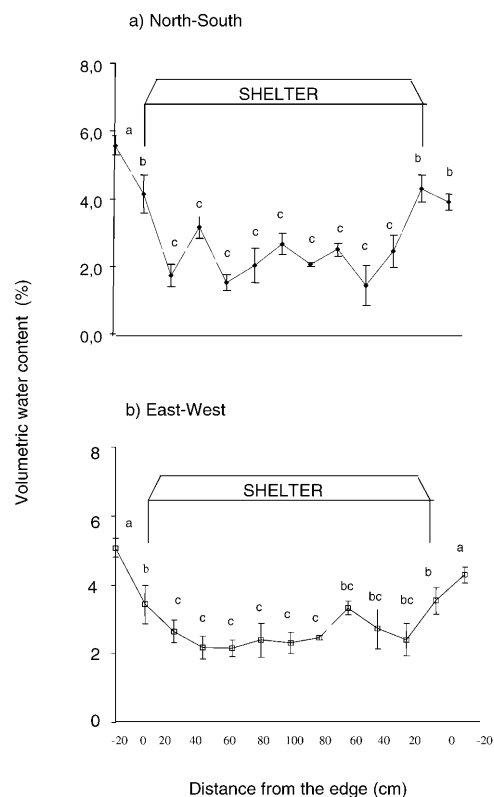 a) North-South
8,0
SHELTER
6,0
a
b
b
b
4,0
c
c
c
c
c
c
c
c
c
2,0
0,0
Volumetric water content (%)
b) East-West
8
SHELTER
6
a
a
b
b
4
bc
bc
bc
c
c
c
c
c
c
2
0
-20 0 20 40 60 80 100 80 60 40 20 0 -20
Distance from the edge (cm)